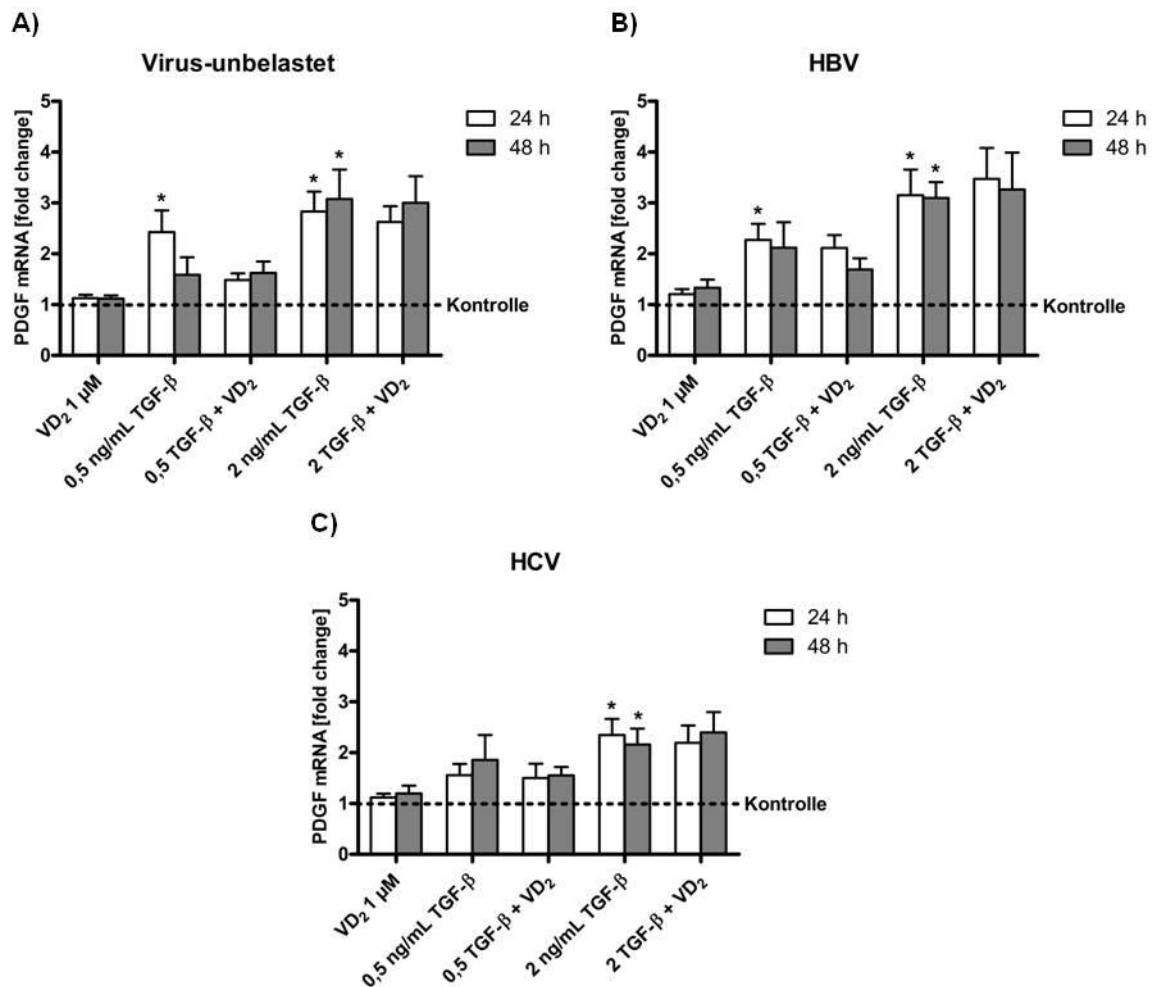 A)
Virus-unbelastet
PDGF mRNA [fold change]
5
4
3
2
1
0
24 h
48 h
* * *
Kontrolle
VD₂ 1 µM
0,5 ng/mL TGF-β
0,5 TGF-β + VD₂
2 ng/mL TGF-β
2 TGF-β + VD₂
B)
HBV
PDGF mRNA [fold change]
5
4
3
2
1
0
24 h
48 h
* * *
Kontrolle
VD₂ 1 µM
0,5 ng/mL TGF-β
0,5 TGF-β + VD₂
2 ng/mL TGF-β
2 TGF-β + VD₂
C)
HCV
PDGF mRNA [fold change]
5
4
3
2
1
0
24 h
48 h
* *
Kontrolle
VD₂ 1 µM
0,5 ng/mL TGF-β
0,5 TGF-β + VD₂
2 ng/mL TGF-β
2 TGF-β + VD₂